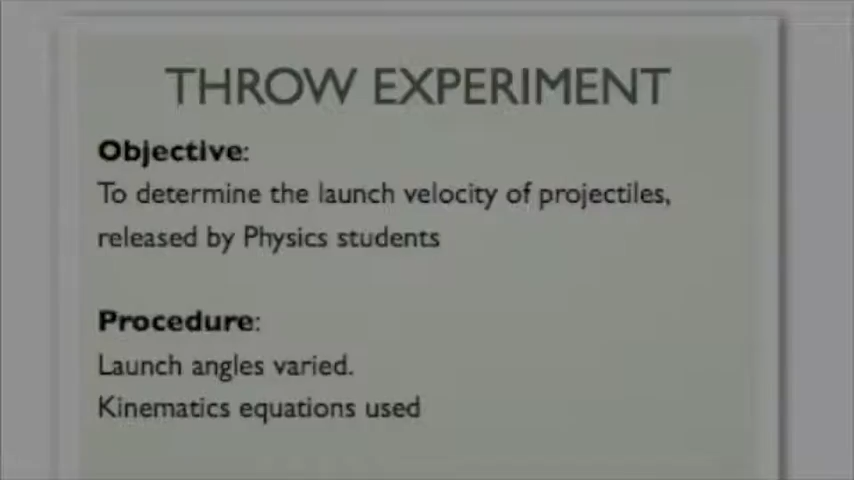 THROW EXPERIMENT
Objective:
To determine the launch velocity of projectiles,
released by Physics students
Procedure:
Launch angles varied.
Kinematics equations used